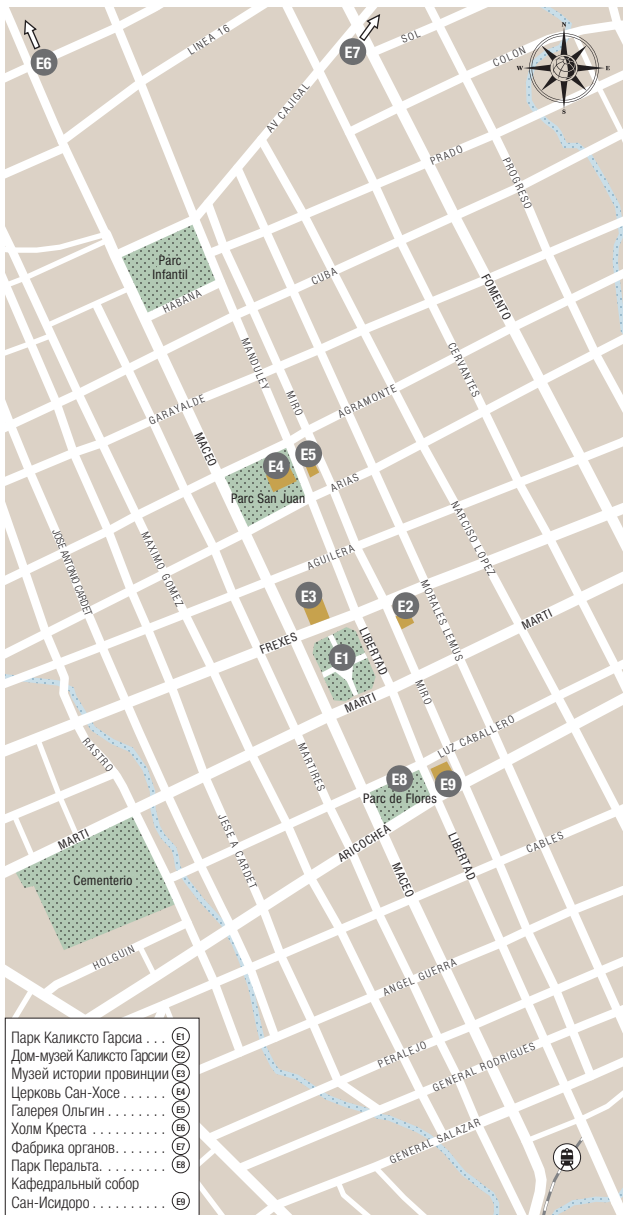 E6
LINEA 16
E7
SOL
COLON
N
W
E
S
AV CAJIGAL
PRADO
PROGRESO
Parc
Infantil
HABANA
CUBA
FOMENTO
MANDULEY
MIRO
CERVANTES
GARAYALDE
AGRAMONTE
MACEO
E4
E5
Parc San Juan
ARIAS
JOSE ANTONIO CARDET
MAXIMO GOMEZ
NARCISO LOPEZ
AGUILERA
E3
E2
MORALES LEMUS
MARTI
FREXES
E1
LIBERTAD
MARTI
MIRO
RASTRO
MARTIRES
LUZ CABALLERO
E8
E9
Parc de Flores
MARTI
JESE A CARDET
ARICOCHEA
MACEO
LIBERTAD
CABLES
Cementerio
HOLGUIN
ANGEL GUERRA
PERALEJO
GENERAL RODRIGUES
GENERAL SALAZAR
Парк Каликсто Гарсиа . . . E1
Дом-музей Каликсто Гарсии E2
Музей истории провинции E3
Церковь Сан-Хосе . . . . . . E4
Галерея Ольгин . . . . . . . . E5
Холм Креста . . . . . . . . . . E6
Фабрика органов. . . . . . . E7
Парк Перальта. . . . . . . . . E8
Кафедральный собор
Сан-Исидоро . . . . . . . . . . E9